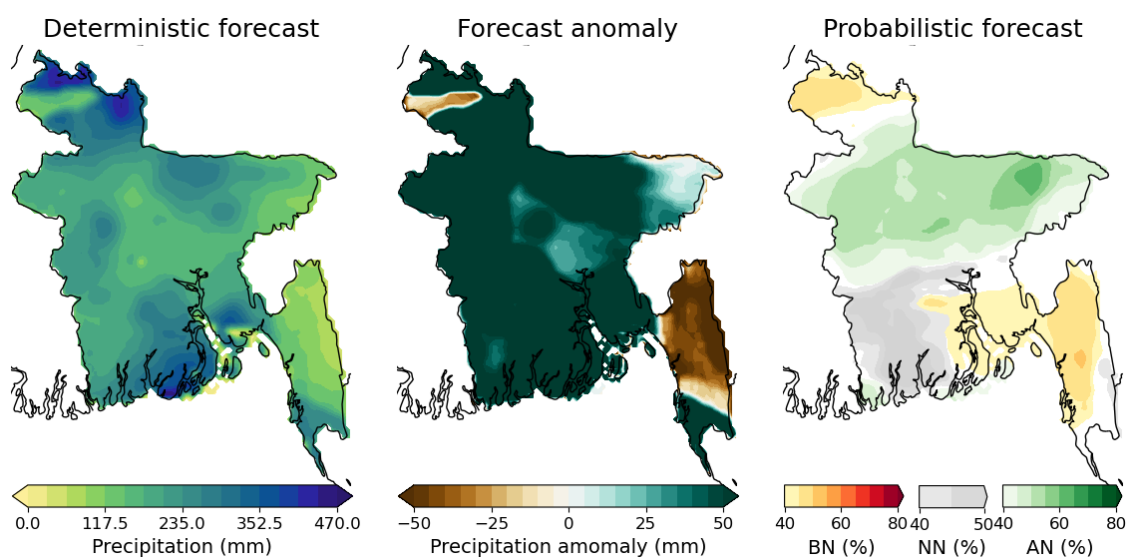 Deterministic forecast
Forecast anomaly
Probabilistic forecast
0.0 117.5 235.0 352.5 470.0
Precipitation (mm)
−50 −25 0 25 50
Precipitation amomaly (mm)
40 60 80
BN (%)
40 50
NN (%)
40 60 80
AN (%)